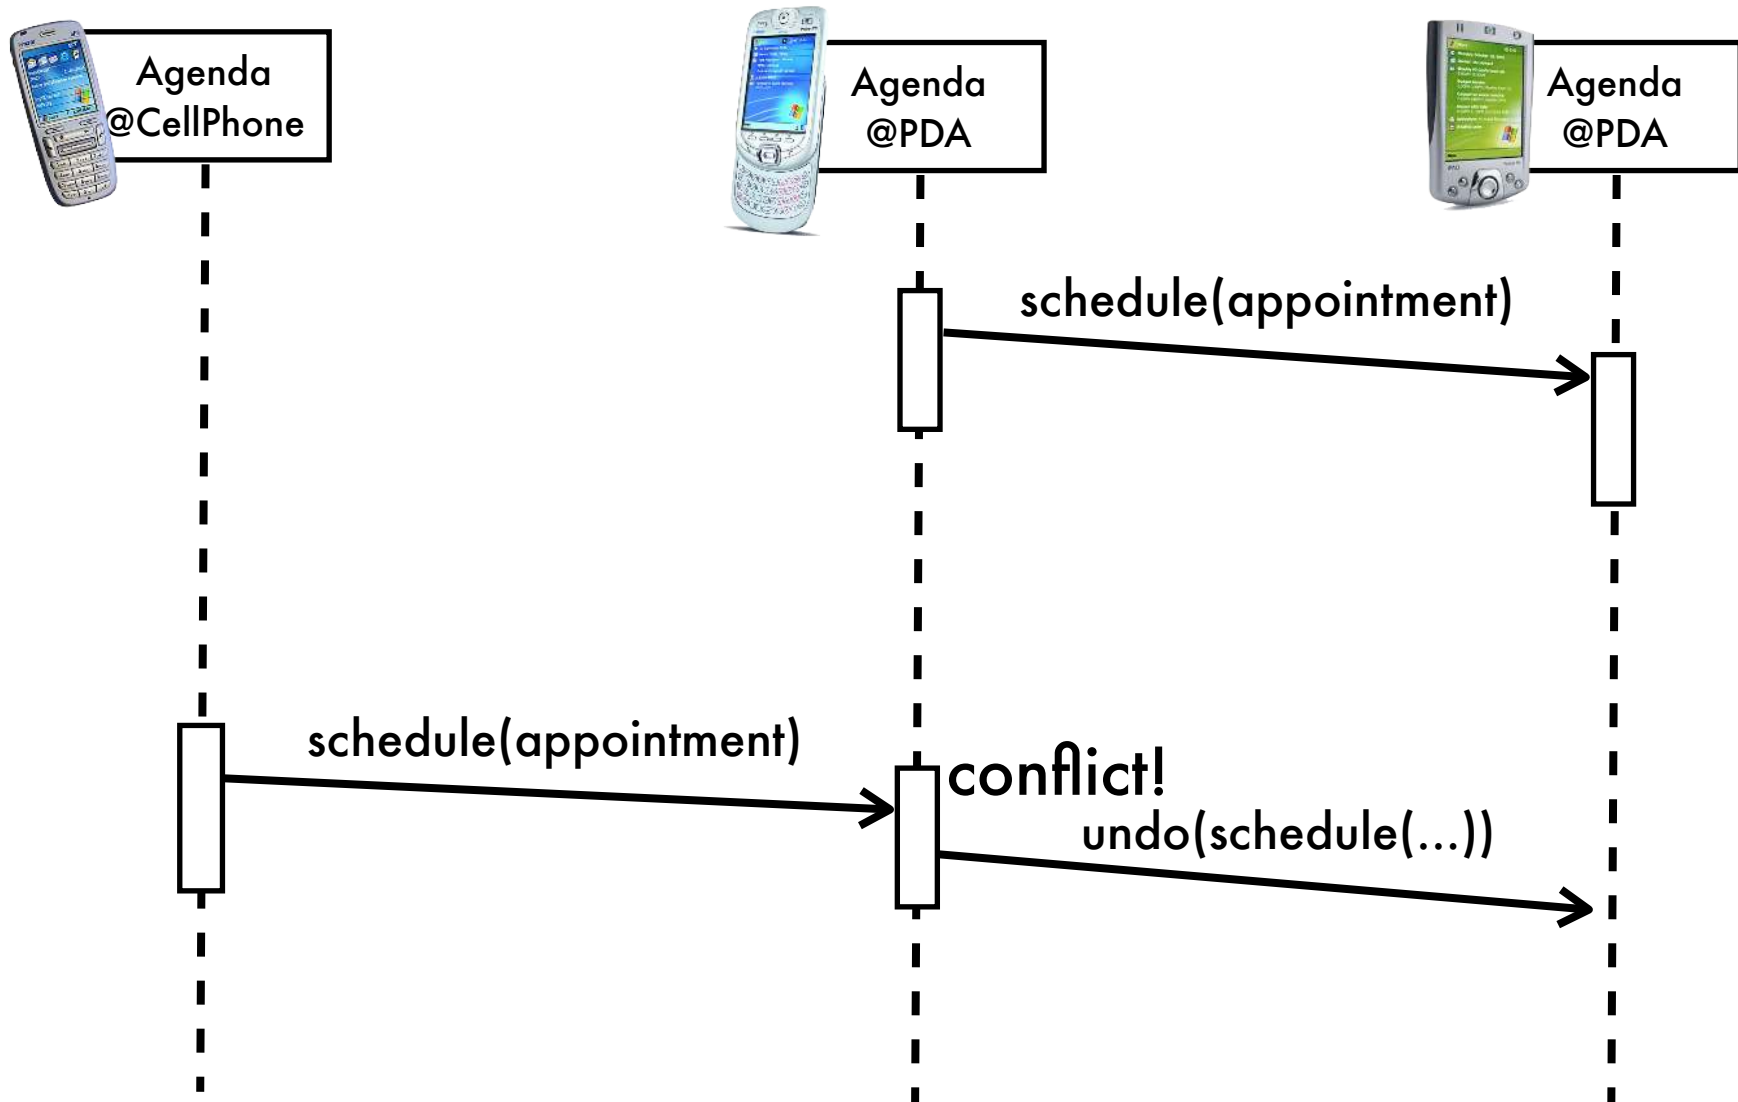 Agenda
@CellPhone
Agenda
@PDA
Agenda
@PDA
schedule(appointment)
schedule(appointment)
conflict!
undo(schedule(...))